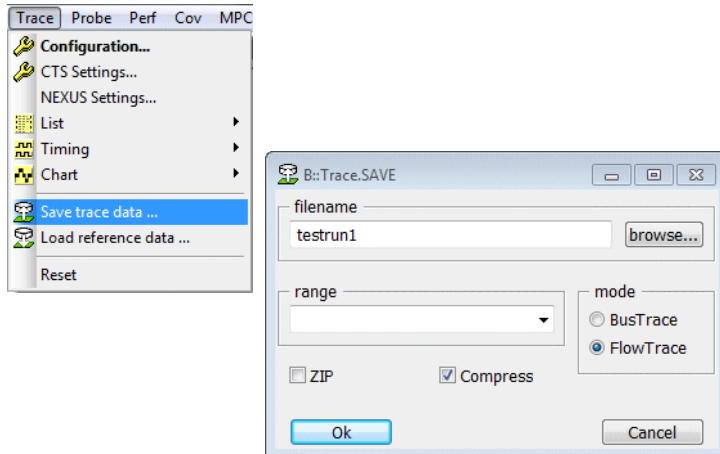 Trace Probe Perf Cov MPC
Configuration...
CTS Settings...
NEXUS Settings...
List
Timing
Chart
Save trace data ...
Load reference data ...
Reset
B::Trace.SAVE
filename
testrun1 browse...
range mode
BusTrace
FlowTrace
ZIP Compress
Ok Cancel